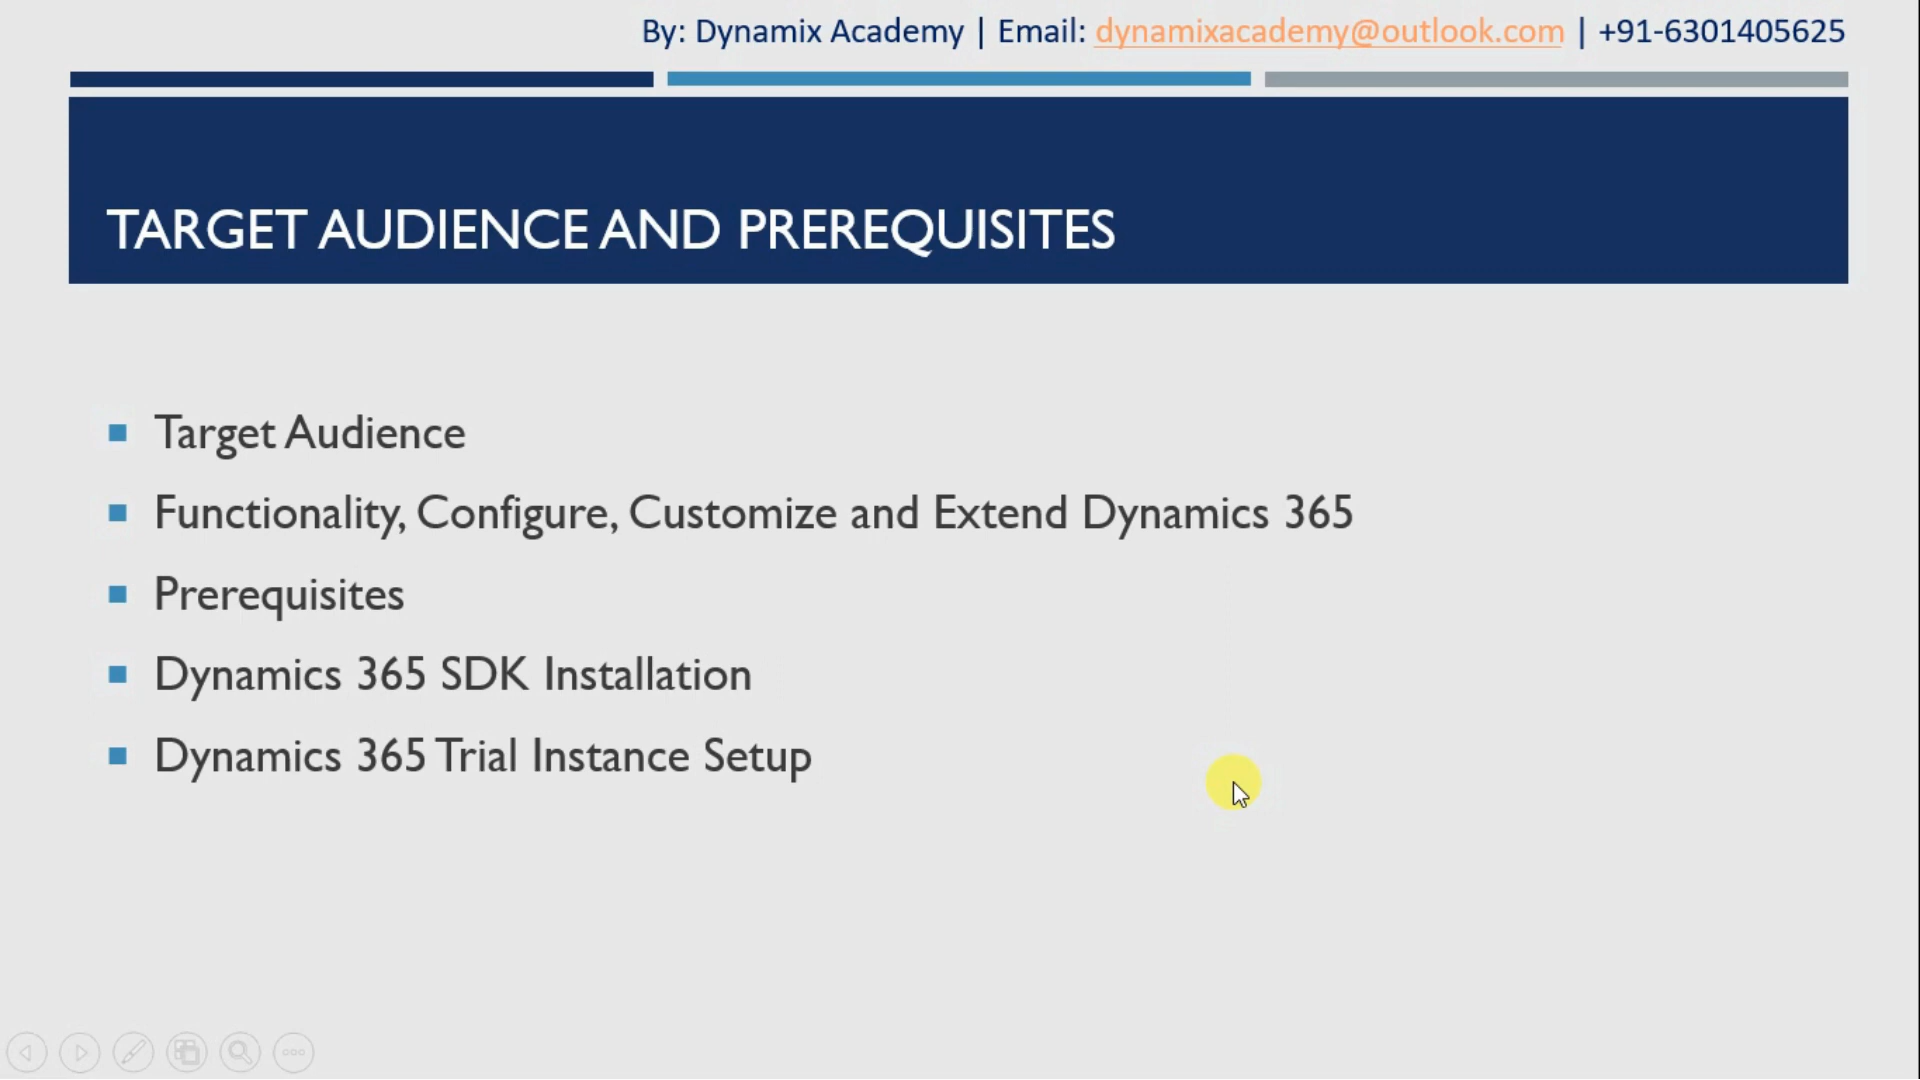 By: Dynamix Academy | Email: dynamixacademy@outlook.com | +91-6301405625
TARGET AUDIENCE AND PREREQUISITES
Target Audience
Functionality, Configure, Customize and Extend Dynamics 365
Prerequisites
Dynamics 365 SDK Installation
Dynamics 365 Trial Instance Setup